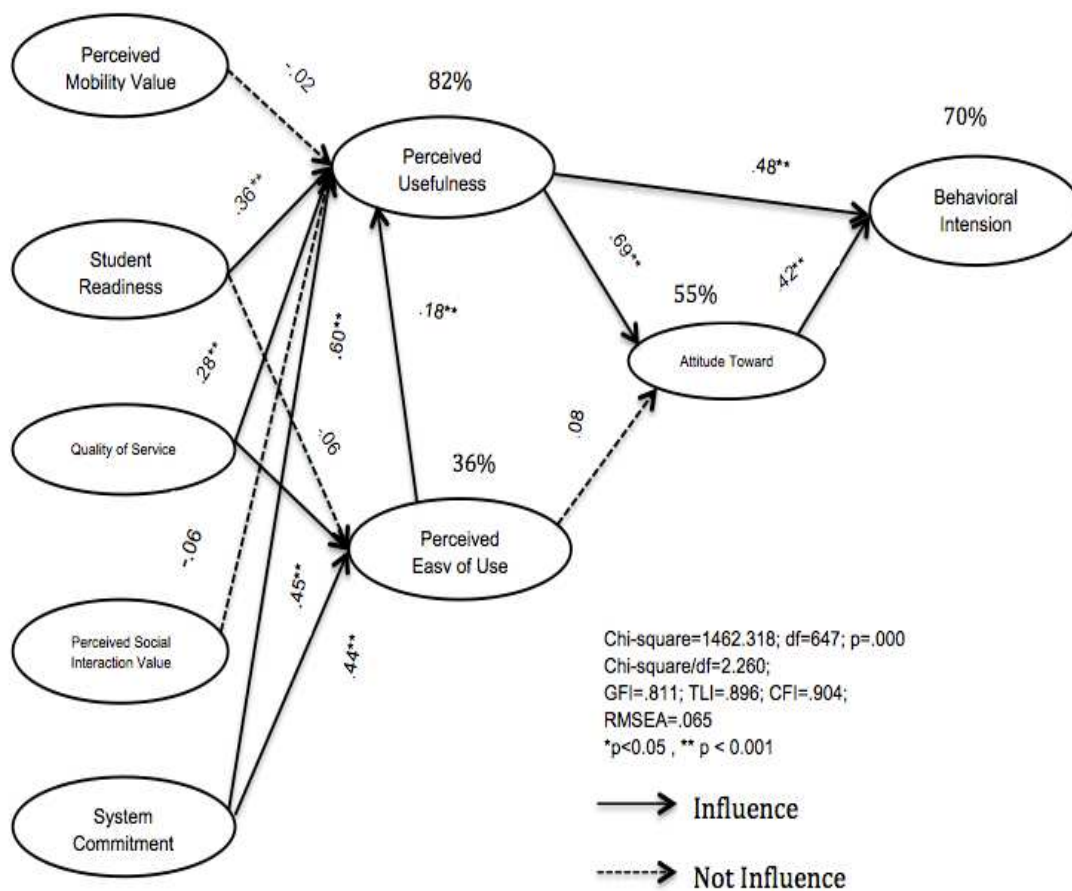 Perceived
Mobility Value
-.02
82%
70%
Perceived
Usefulness
.48**
Behavioral
Intension
.36**
Student
Readiness
.69**
.42**
55%
.18**
.60**
Attitude Toward
.28**
-.06
.08
Quality of Service
36%
Perceived
Easy of Use
-.06
.45**
Perceived Social
Interaction Value
.44**
Chi-square=1462.318; df=647; p=.000
Chi-square/df=2.260;
GFI=.811; TLI=.896; CFI=.904;
RMSEA=.065
*p<0.05 , ** p < 0.001
Influence
System
Commitment
Not Influence